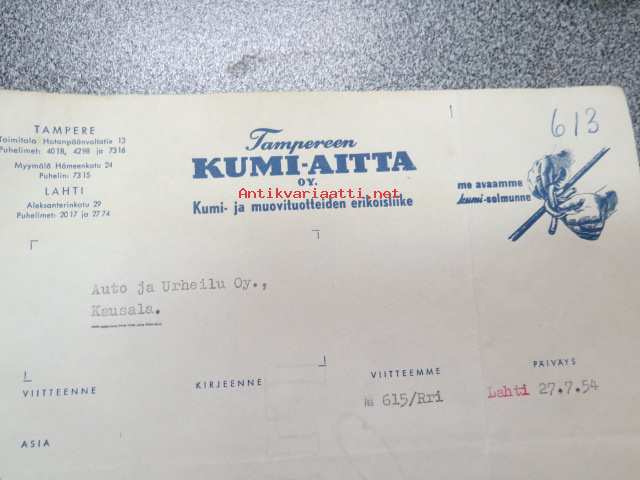 TAMPERE
Toimitalo Hatanpäänvaltatie 13
Puhelimet: 4018, 4298 ja 7316
Myymälä Hämeenkatu 24
Puhelin: 7315
LAHTI
Aleksanterinkatu 29
Puhelimet: 2017 ja 2774
Tampereen
KUMI-AITTA
OY.
Antikvariaatti.net
Kumi- ja muovituotteiden erikoisliike
613
me avaamme
kumi-solmunne
Auto ja Urheilu Oy.,
Kausala.
VIITTEENNE
KIRJEENNE
VIITTEEMME
M 615/Rri
PÄIVÄYS
Lahti 27.7.54
ASIA